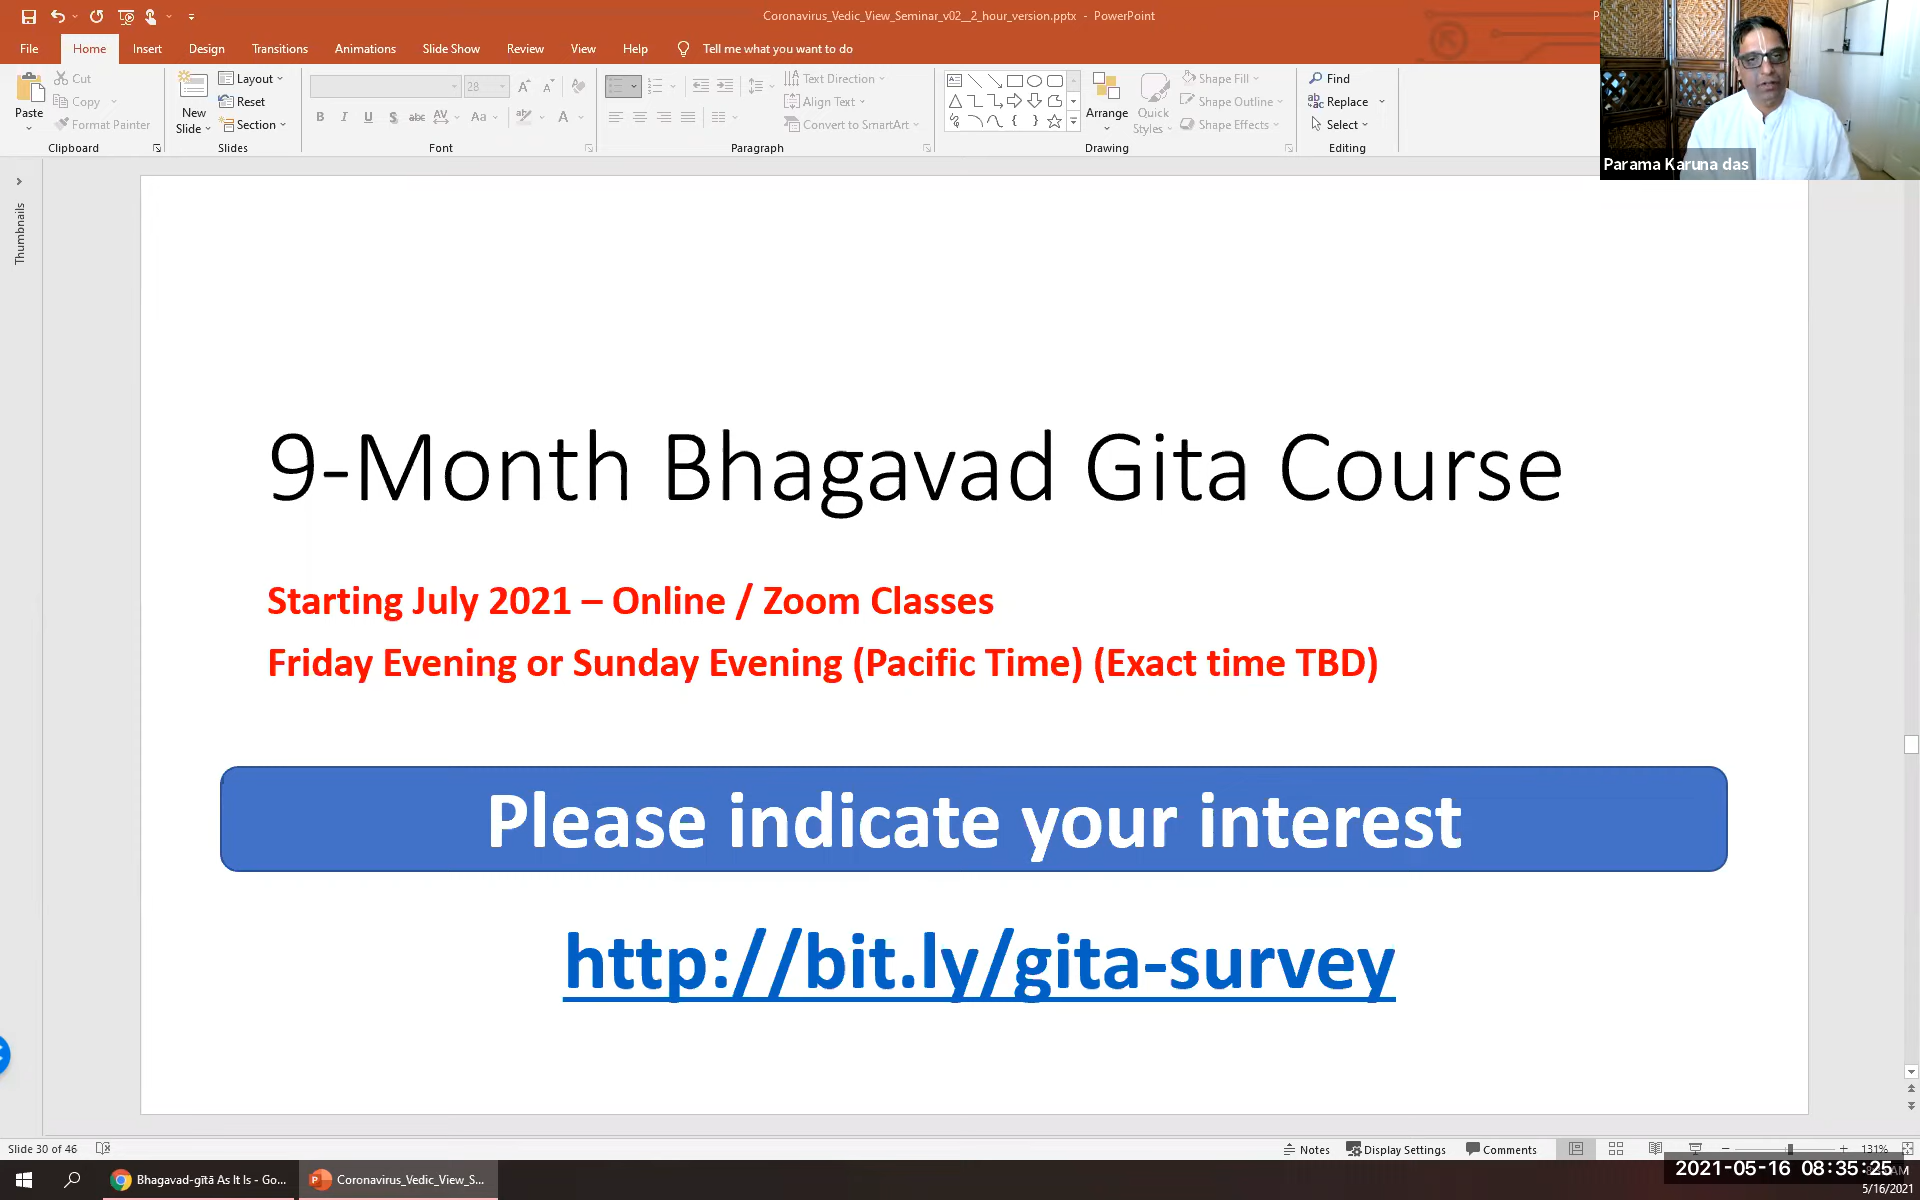 Coronavirus_Vedic_View_Seminar_v02__2_hour_version.pptx - PowerPoint
File Home Insert Design Transitions Animations Slide Show Review View Help Tell me what you want to do
Paste
Cut
Copy
Format Painter
Clipboard
New Slide
Layout
Reset
Section
Slides
28
B I U S abc AV Aa A
Font
Text Direction
Align Text
Convert to SmartArt
Paragraph
Arrange
Quick Styles
Shape Fill
Shape Outline
Shape Effects
Drawing
Find
Replace
Select
Editing
Parama Karuna das
Thumbnails
9-Month Bhagavad Gita Course
Starting July 2021 – Online / Zoom Classes
Friday Evening or Sunday Evening (Pacific Time) (Exact time TBD)
Please indicate your interest
http://bit.ly/gita-survey
Slide 30 of 46
Notes Display Settings Comments 131%
Bhagavad-gītā As It Is - Go...
Coronavirus_Vedic_View_S...
2021-05-16 08:35:25
5/16/2021